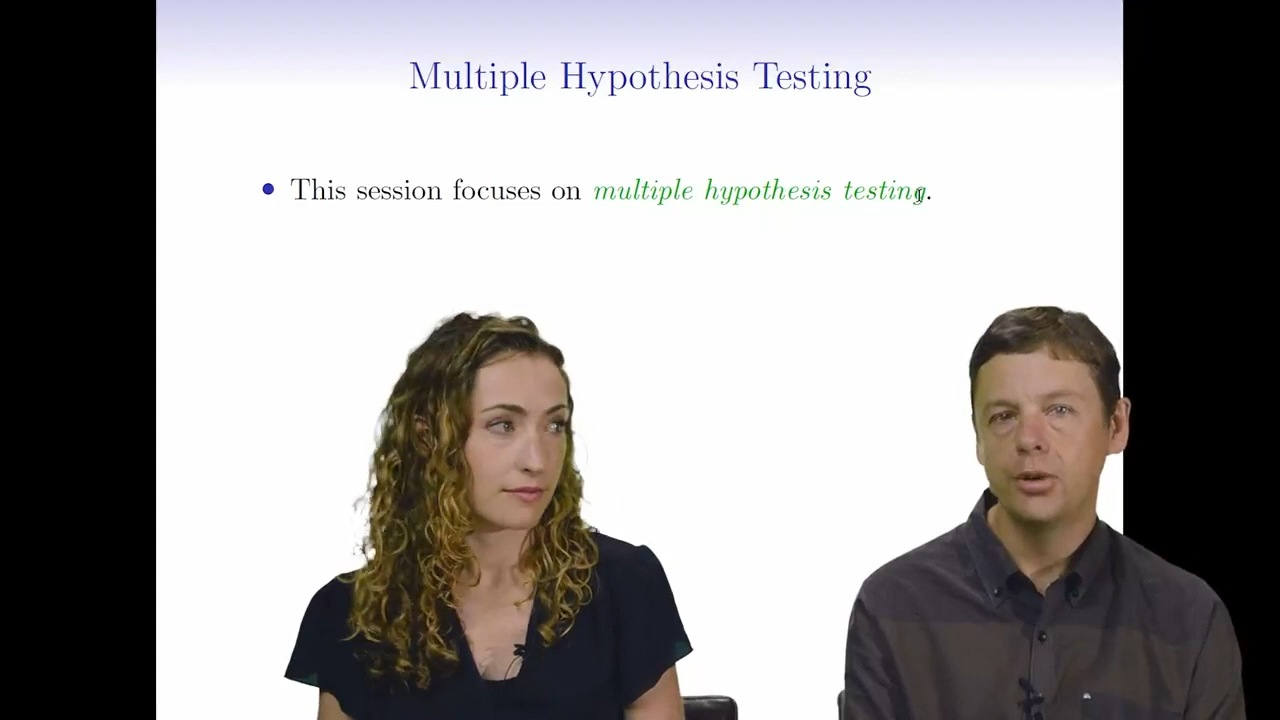 Multiple Hypothesis Testing
• This session focuses on multiple hypothesis testing.